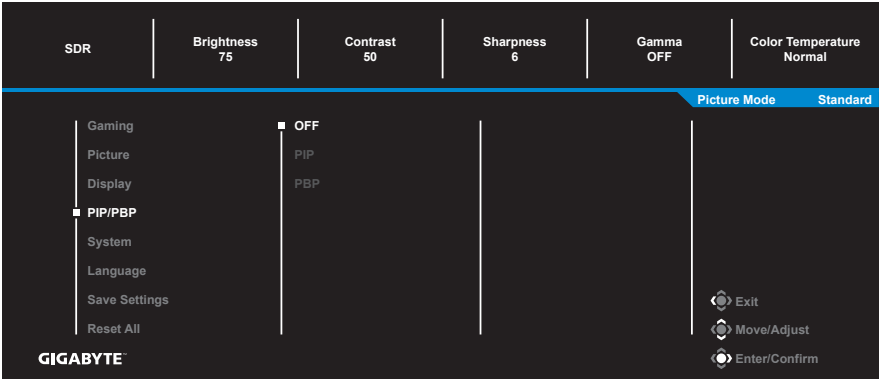 SDR
Brightness
75
Contrast
50
Sharpness
6
Gamma
OFF
Color Temperature
Normal
Picture Mode Standard
Gaming
Picture
Display
PIP/PBP
System
Language
Save Settings
Reset All
OFF
PIP
PBP
Exit
Move/Adjust
Enter/Confirm
GIGABYTE™